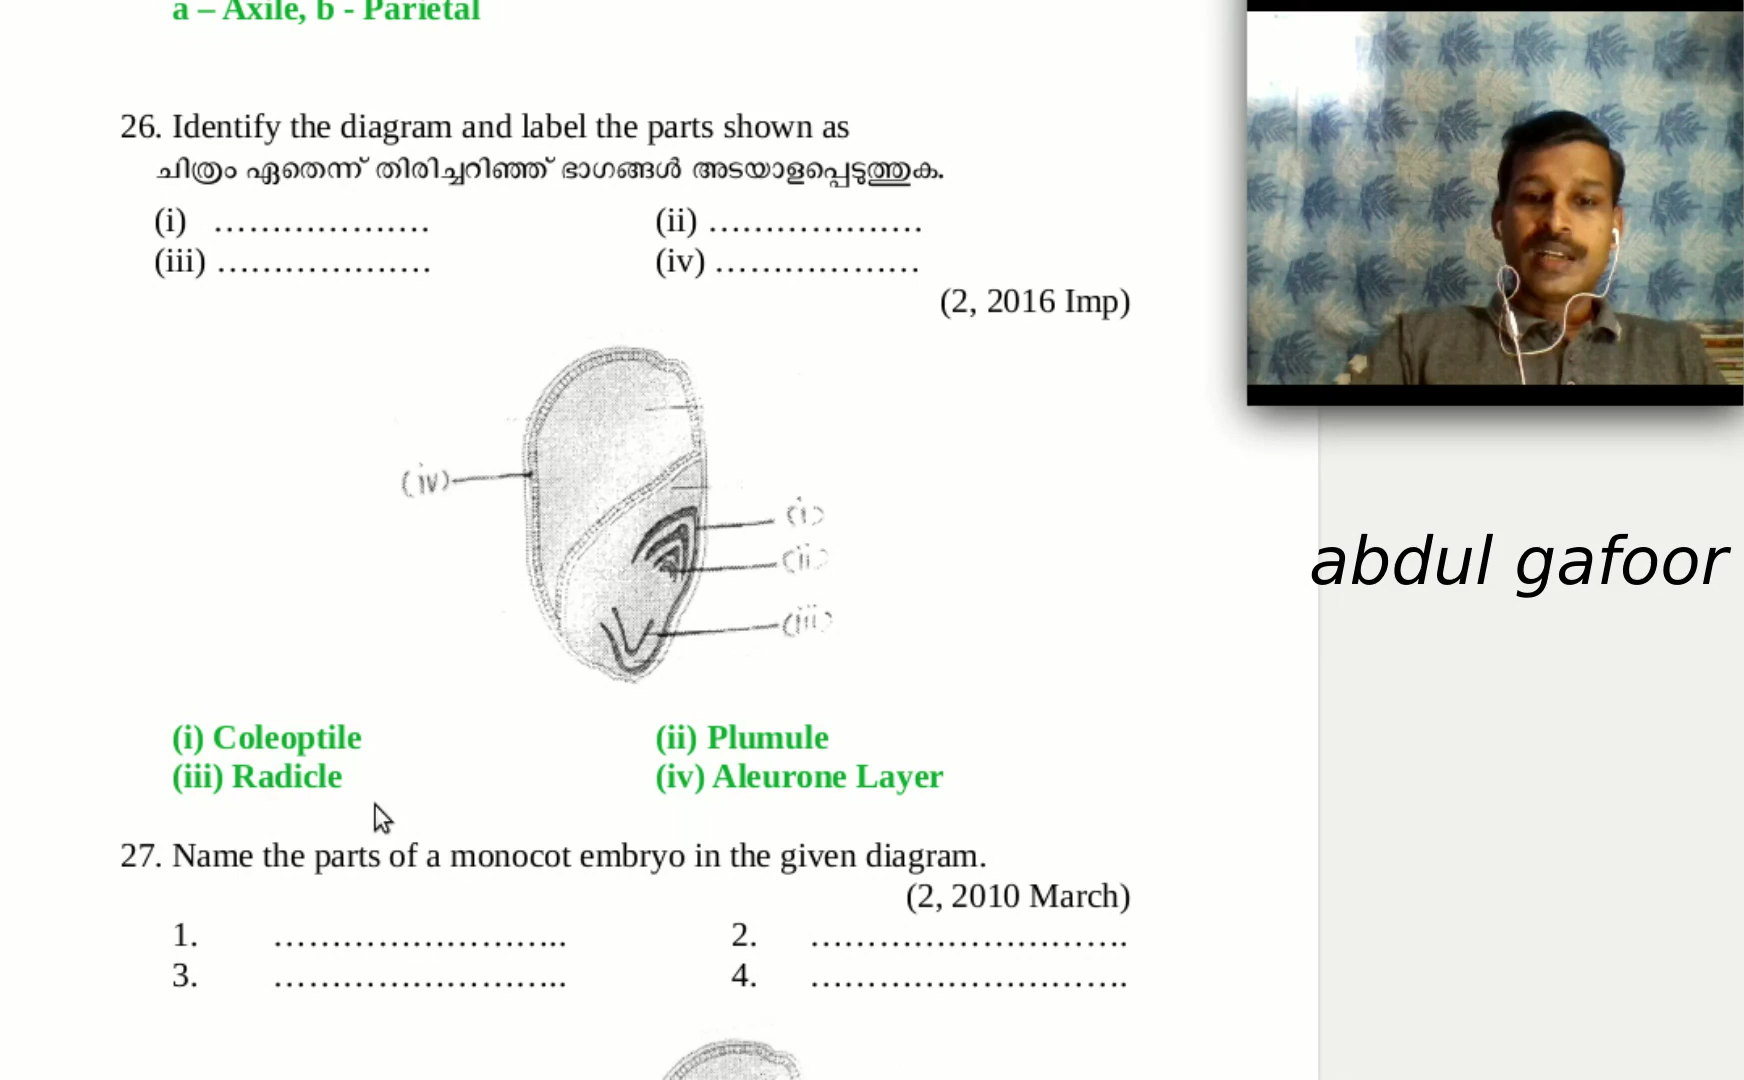 a – Axile, b - Parietal
26. Identify the diagram and label the parts shown as
ചിത്രം ഏതെന്ന് തിരിച്ചറിഞ്ഞ് ഭാഗങ്ങൾ അടയാളപ്പെടുത്തുക.
(i) ………………… (ii) …………………
(iii) ………………… (iv) …………………
(2, 2016 Imp)
(iv)
(i)
(ii)
(iii)
(i) Coleoptile (ii) Plumule
(iii) Radicle (iv) Aleurone Layer
27. Name the parts of a monocot embryo in the given diagram.
(2, 2010 March)
1. …………………….. 2. ……………………….
3. …………………….. 4. ……………………….
abdul gafoor